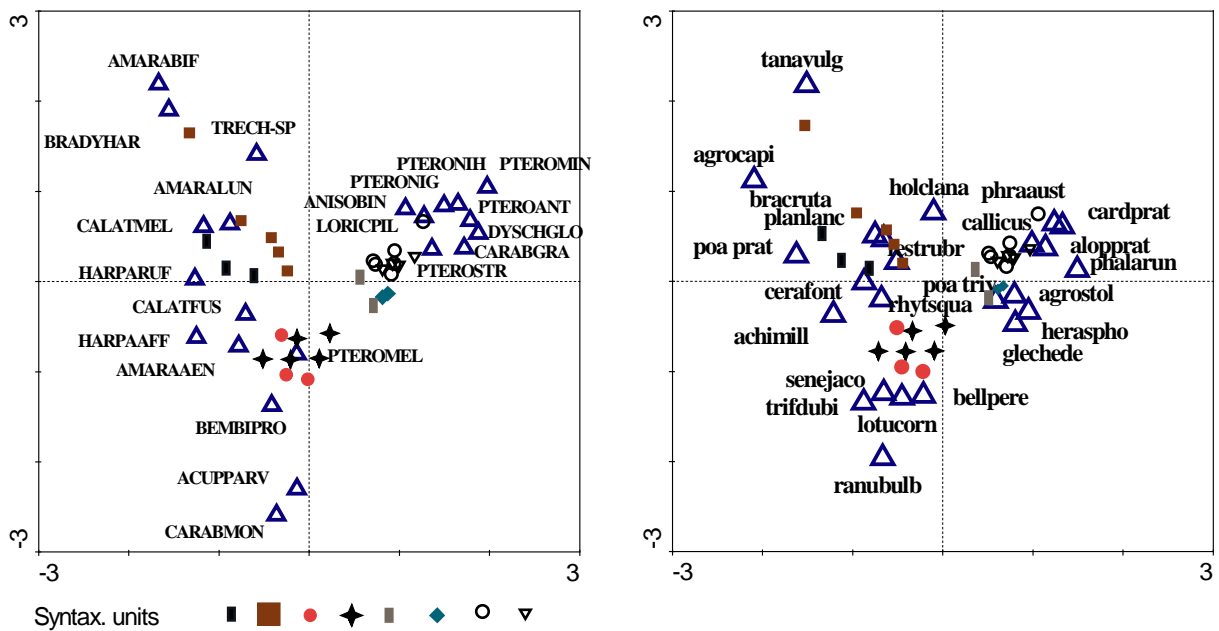 3
3
AMARABIF
tanavulg
BRADYHAR
TRECH-SP
agrocapi
PTERONIH PTEROMIN
holclana
phraaust
AMARALUN
PTERONIG
bracruta
cardprat
ANISOBIN
PTEROANT
planlanc
callicus
CALATMEL
LORICPIL
DYSCHGLO
poa prat
estrubr
alopprat
CARABGRA
phalarun
HARPARUF
PTEROSTR
cerafont
poa triv
agrostol
CALATFUS
rhytsqua
heraspho
HARPAAFF
achimill
glechede
PTEROMEL
AMARAAEN
senejaco
bellpere
trifdubi
BEMBIPRO
lotucorn
ACUPPARV
ranubulb
CARABMON
-3
-3
-3
3
-3
3
Syntax. units